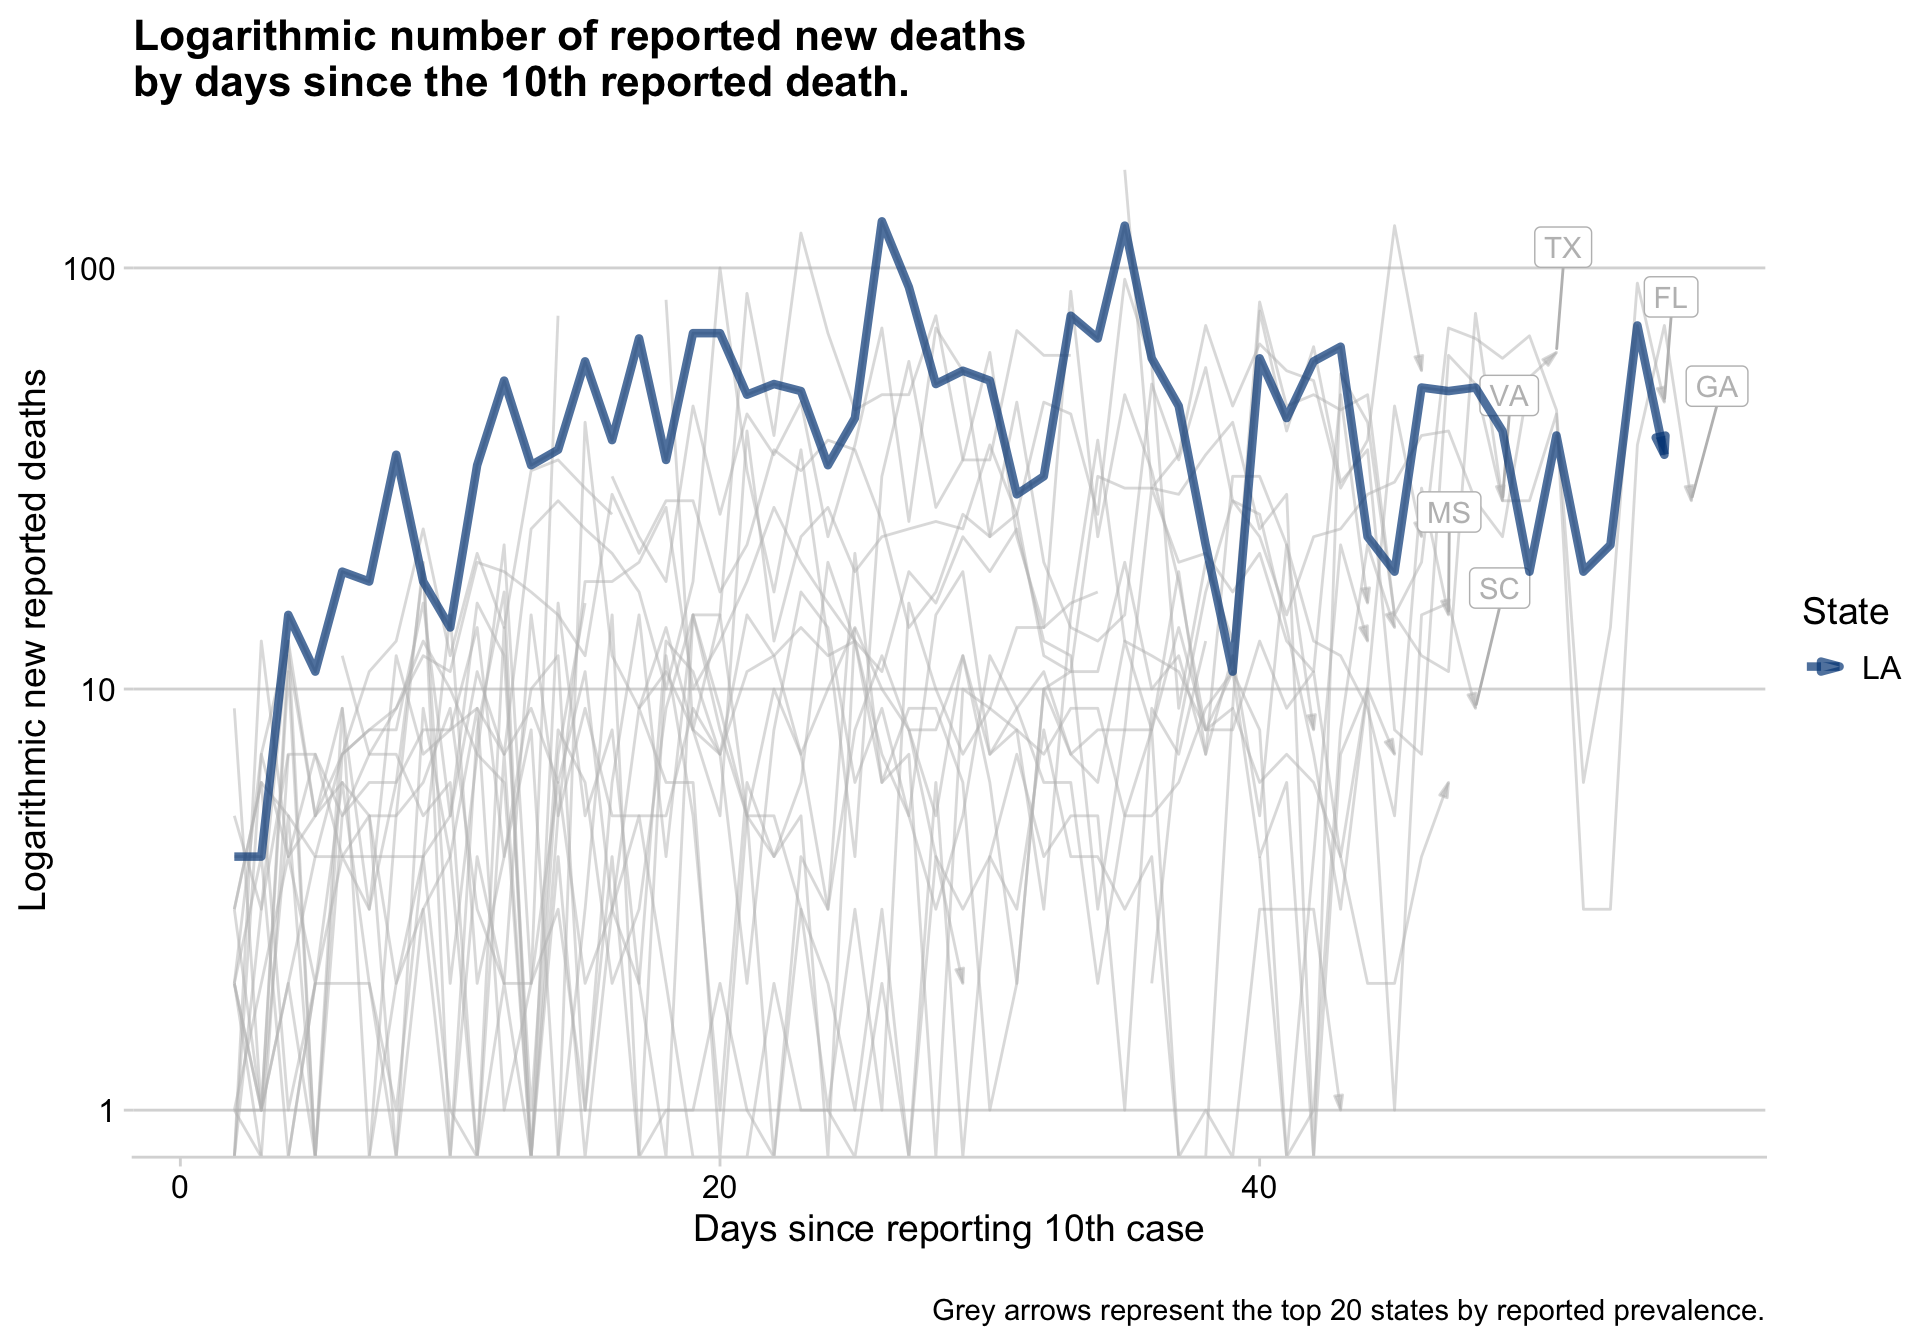 Logarithmic number of reported new deaths
by days since the 10th reported death.
Logarithmic new reported deaths
100
10
1
TX
FL
GA
VA
MS
SC
State
LA
0
20
40
Days since reporting 10th case
Grey arrows represent the top 20 states by reported prevalence.